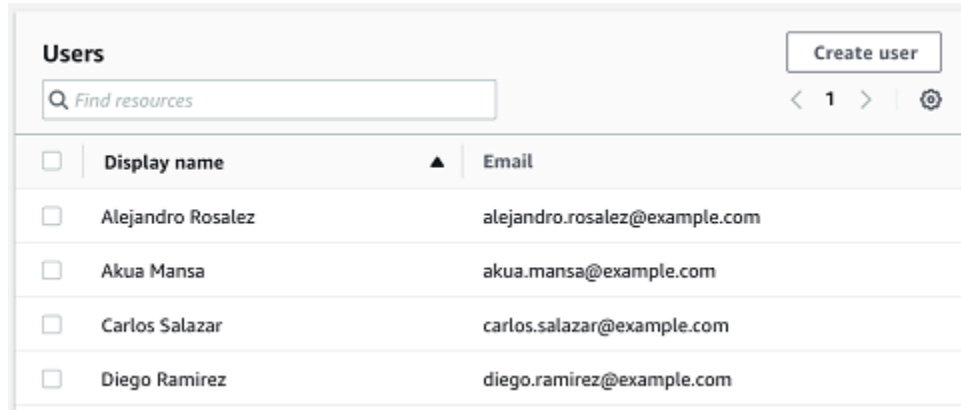 Users
Create user
Find resources
1
Display name Email
Alejandro Rosalez alejandro.rosalez@example.com
Akua Mansa akua.mansa@example.com
Carlos Salazar carlos.salazar@example.com
Diego Ramirez diego.ramirez@example.com